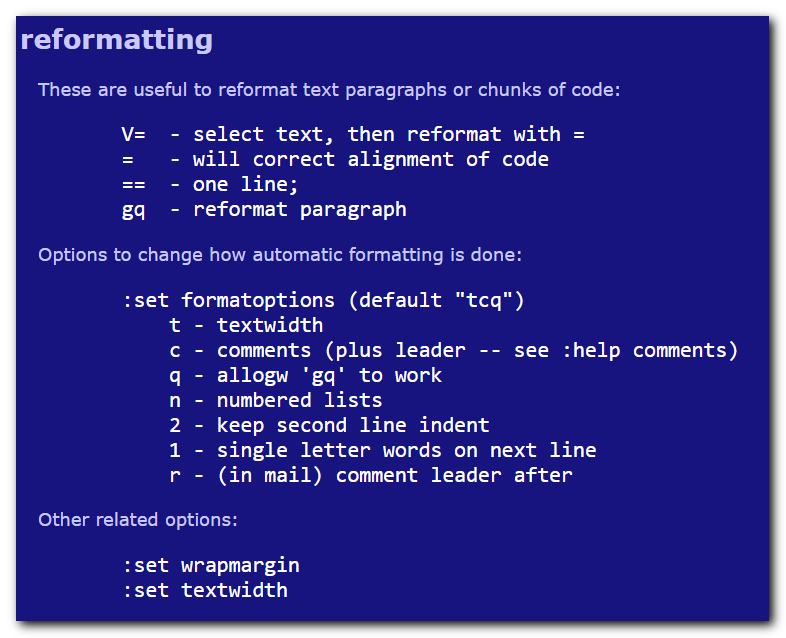 reformatting
These are useful to reformat text paragraphs or chunks of code:
V=  - select text, then reformat with =
=   - will correct alignment of code
==  - one line;
gq  - reformat paragraph
Options to change how automatic formatting is done:
:set formatoptions (default "tcq")
t - textwidth
c - comments (plus leader -- see :help comments)
q - allogw 'gq' to work
n - numbered lists
2 - keep second line indent
1 - single letter words on next line
r - (in mail) comment leader after
Other related options:
:set wrapmargin
:set textwidth